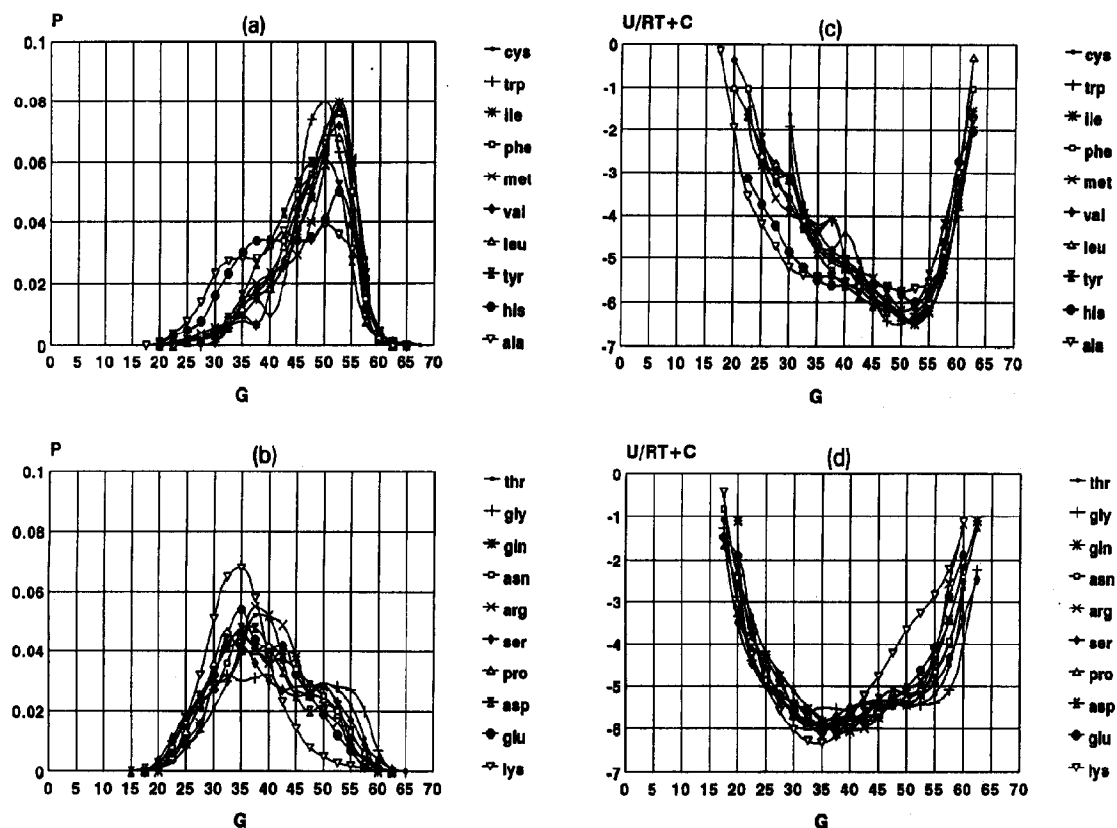 P
(a)
0.1
0.08
0.06
0.04
0.02
0
0 5 10 15 20 25 30 35 40 45 50 55 60 65 70
G
cys
trp
ile
phe
met
val
leu
tyr
his
ala
U/RT+C
(c)
0
-1
-2
-3
-4
-5
-6
-7
0 5 10 15 20 25 30 35 40 45 50 55 60 65 70
G
cys
trp
ile
phe
met
val
leu
tyr
his
ala
P
(b)
0.1
0.08
0.06
0.04
0.02
0
0 5 10 15 20 25 30 35 40 45 50 55 60 65 70
G
thr
gly
gln
asn
arg
ser
pro
asp
glu
lys
U/RT+C
(d)
0
-1
-2
-3
-4
-5
-6
-7
0 5 10 15 20 25 30 35 40 45 50 55 60 65 70
G
thr
gly
gln
asn
arg
ser
pro
asp
glu
lys